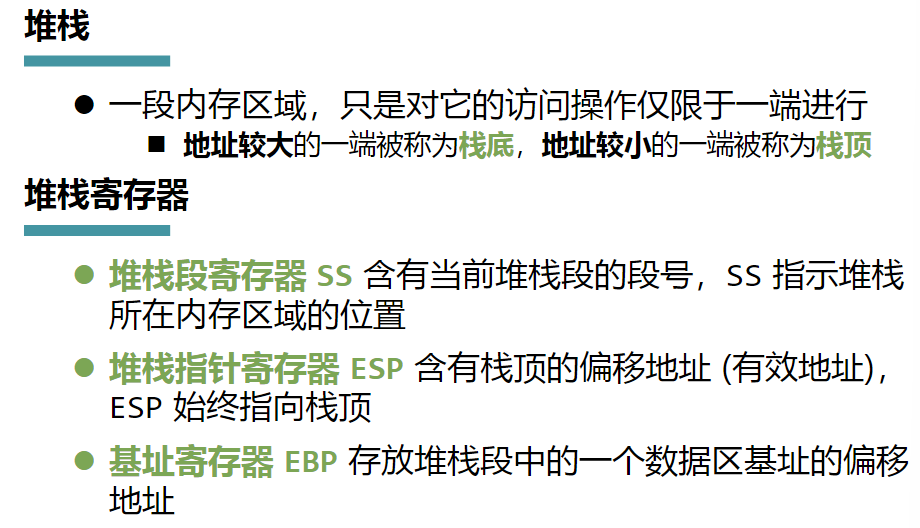 堆栈
一段内存区域，只是对它的访问操作仅限于一端进行
地址较大的一端被称为栈底，地址较小的一端被称为栈顶
堆栈寄存器
堆栈段寄存器 SS 含有当前堆栈段的段号，SS 指示堆栈
所在内存区域的位置
堆栈指针寄存器 ESP 含有栈顶的偏移地址 (有效地址)，
ESP 始终指向栈顶
基址寄存器 EBP 存放堆栈段中的一个数据区基址的偏移
地址